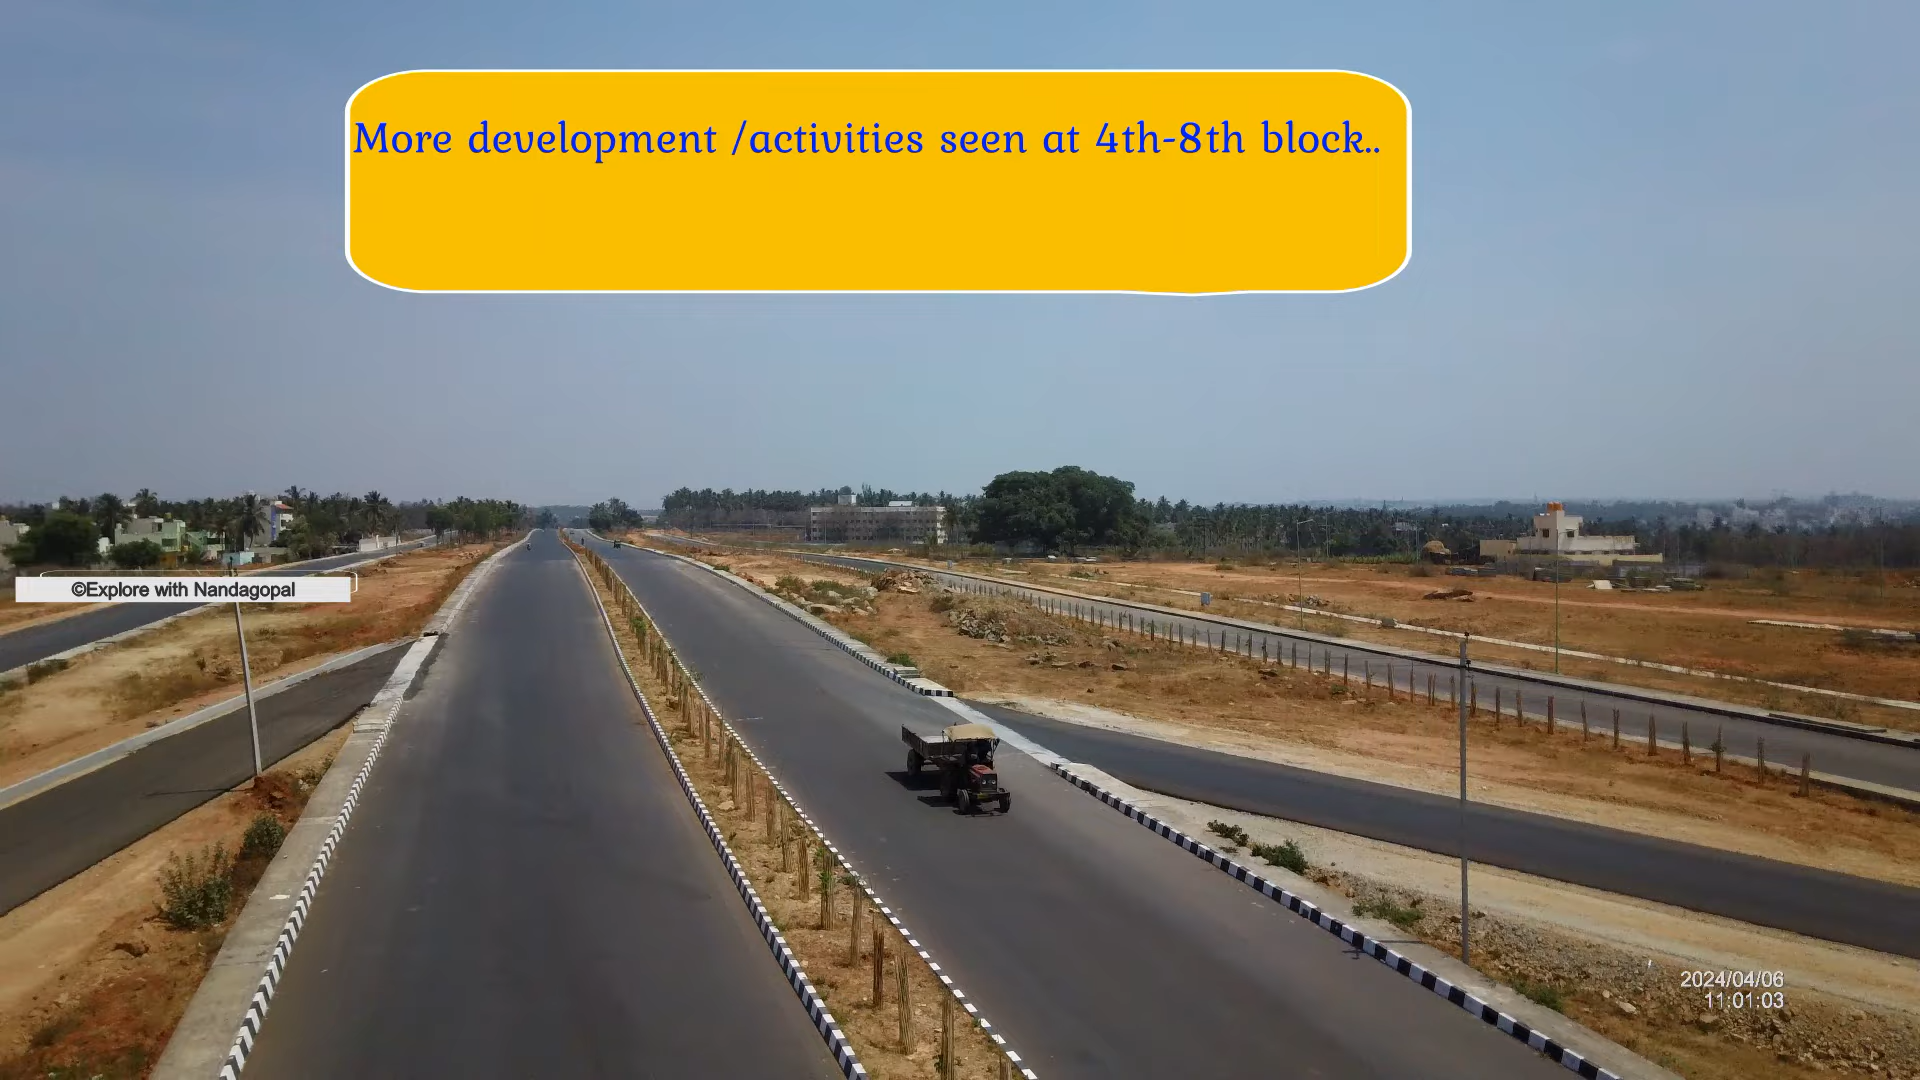 More development /activities seen at 4th-8th block..
©Explore with Nandagopal
2024/04/06
11:01:03